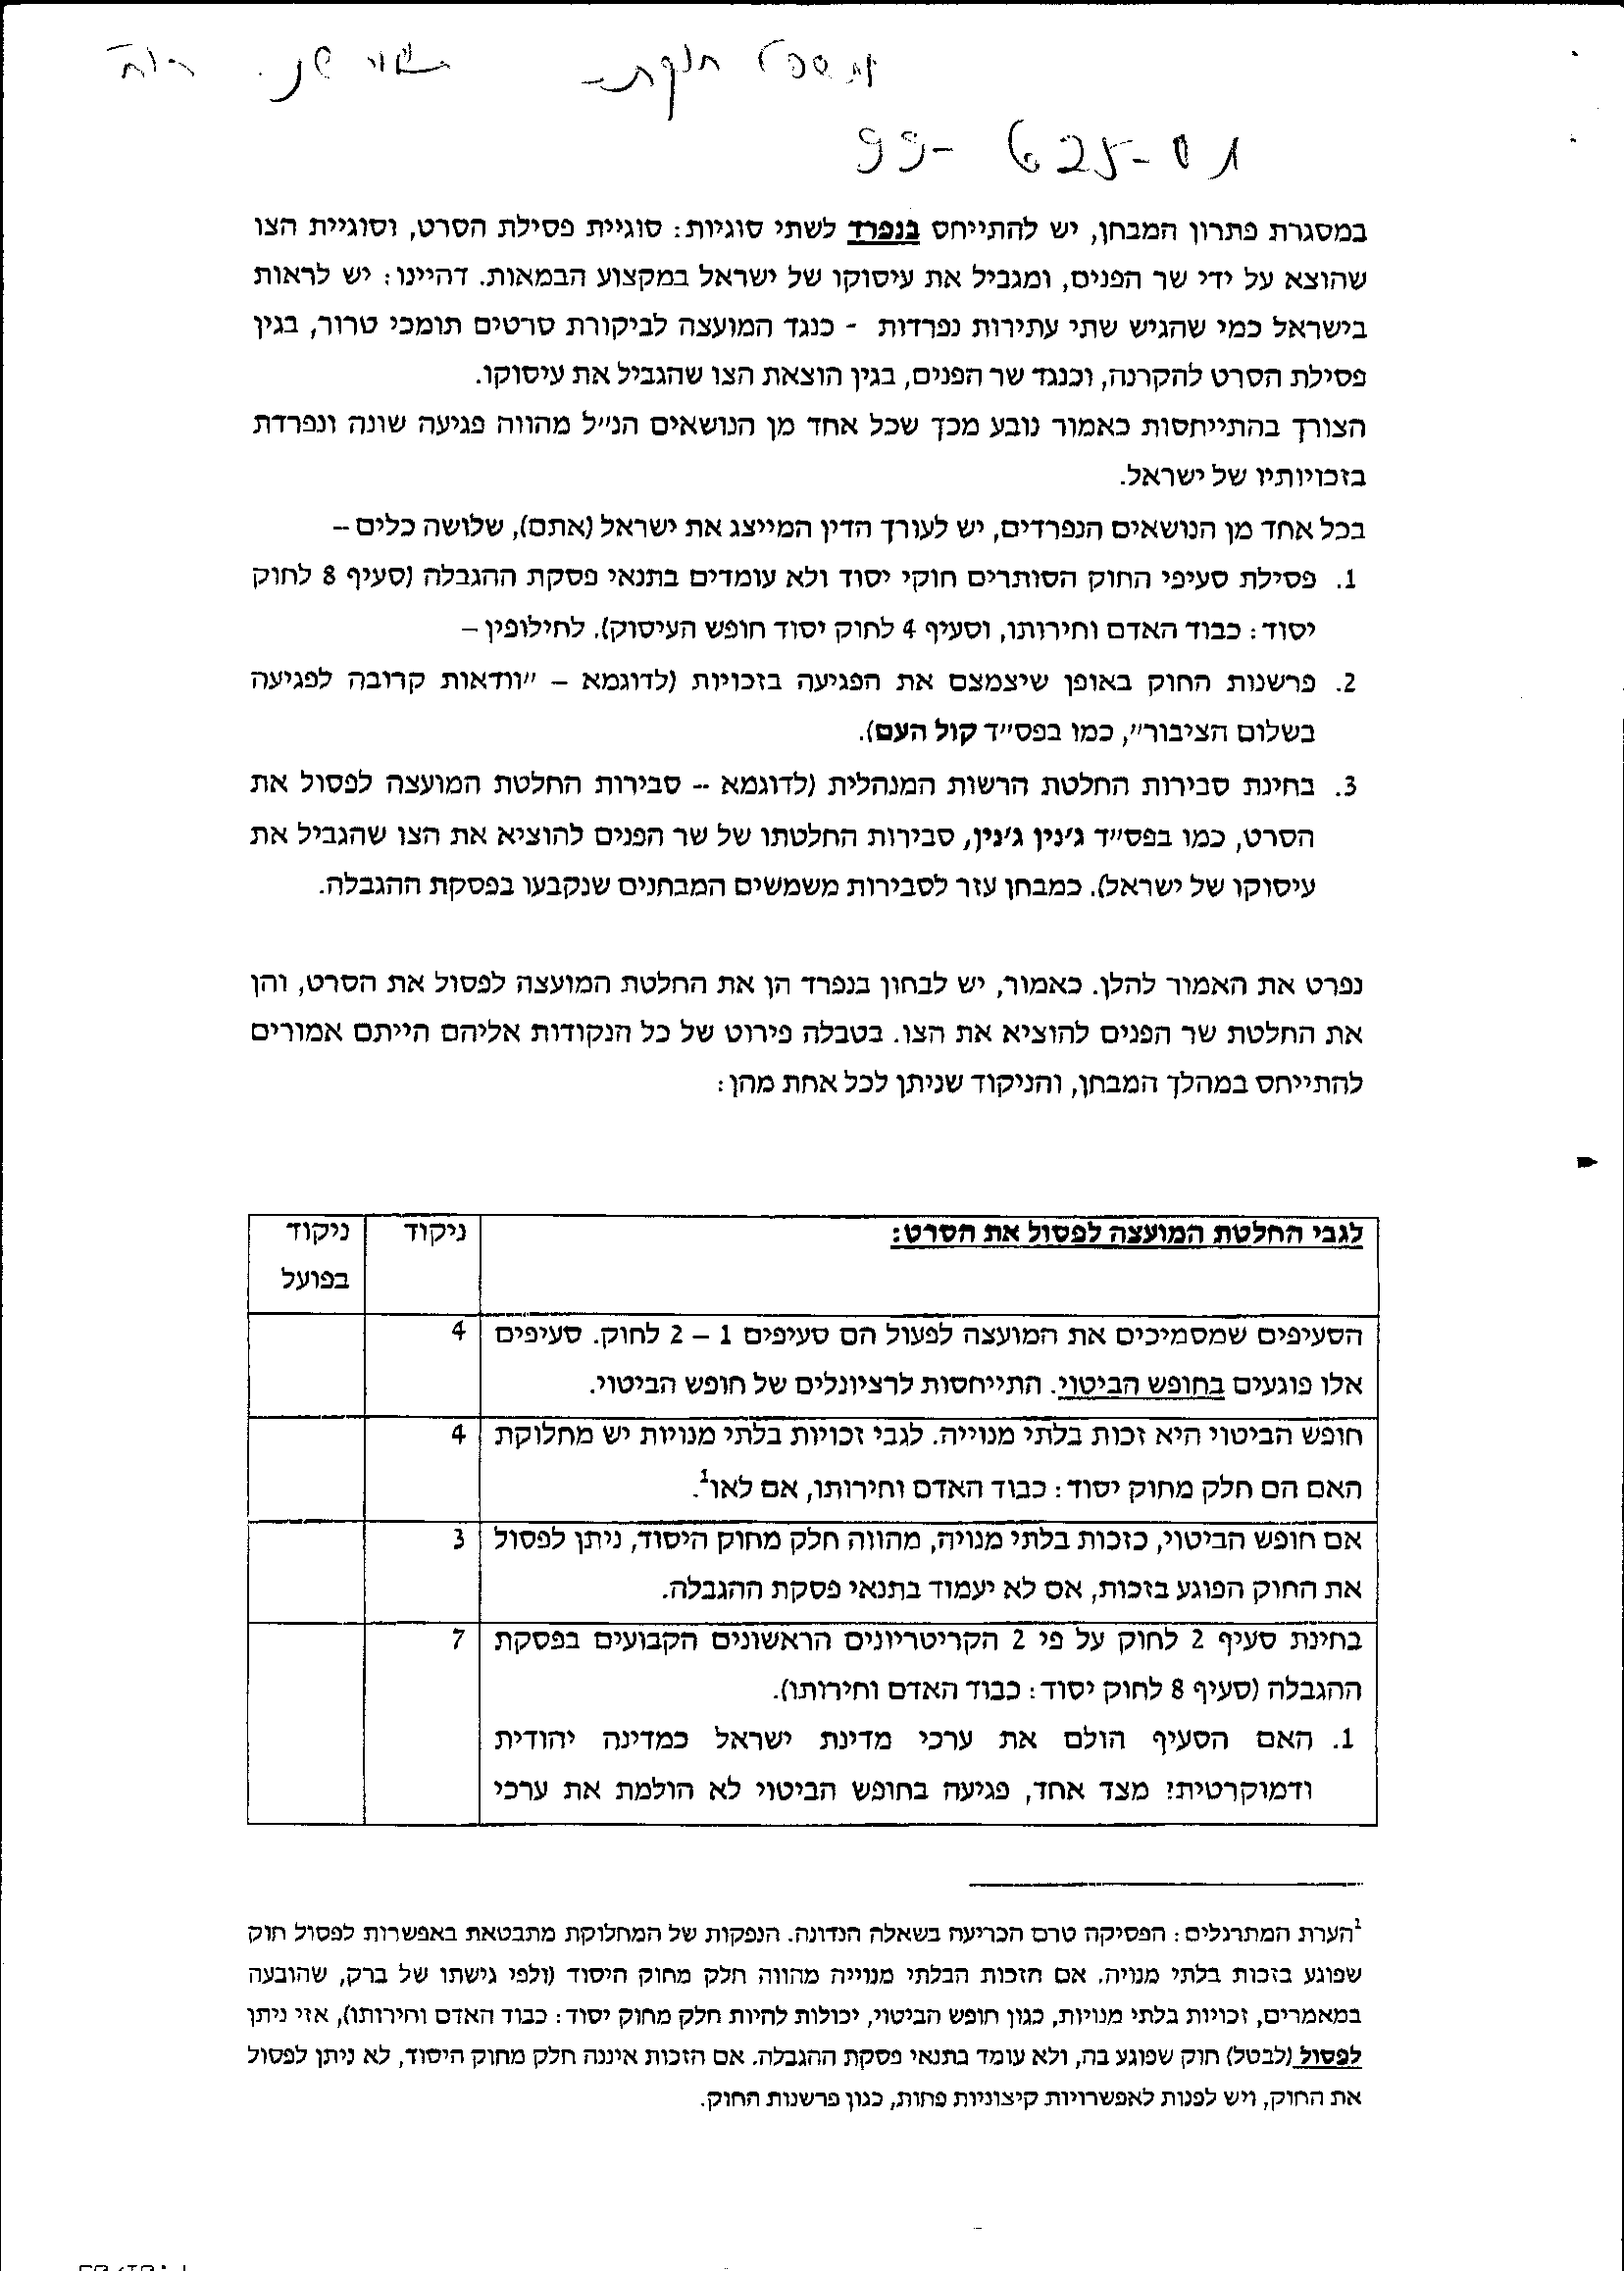 משפט חוקתי
99-625-01
במסגרת פתרון המבחן, יש להתייחס בנפרד לשתי סוגיות: סוגיית פסילת הסרט, וסוגיית הצו
שהוצא על ידי שר הפנים, ומגביל את עיסוקו של ישראל במקצוע הבמאות. דהיינו: יש לראות
בישראל כמי שהגיש שתי עתירות נפרדות - כנגד המועצה לביקורת סרטים תומכי טרור, בגין
פסילת הסרט להקרנה, וכנגד שר הפנים, בגין הוצאת הצו שהגביל את עיסוקו.
הצורך בהתייחסות כאמור נובע מכך שכל אחד מן הנושאים הנ״ל מהווה פגיעה שונה ונפרדת
בזכויותיו של ישראל.
בכל אחד מן הנושאים הנפרדים, יש לעורך הדין המייצג את ישראל (אתם), שלושה כלים –
1. פסילת סעיפי החוק הסותרים חוקי יסוד ולא עומדים בתנאי פסקת ההגבלה (סעיף 8 לחוק
יסוד: כבוד האדם וחירותו, וסעיף 4 לחוק יסוד חופש העיסוק). לחילופין –
2. פרשנות החוק באופן שיצמצם את הפגיעה בזכויות (לדוגמא – ״וודאות קרובה לפגיעה
בשלום הציבור״, כמו בפס״ד קול העם).
3. בחינת סבירות החלטת הרשות המנהלית (לדוגמא – סבירות החלטת המועצה לפסול את
הסרט, כמו בפס״ד ג׳נין ג׳נין, סבירות החלטתו של שר הפנים להוציא את הצו שהגביל את
עיסוקו של ישראל). כמבחן עזר לסבירות משמשים המבחנים שנקבעו בפסקת ההגבלה.
נפרט את האמור להלן. כאמור, יש לבחון בנפרד הן את החלטת המועצה לפסול את הסרט, והן
את החלטת שר הפנים להוציא את הצו. בטבלה פירוט של כל הנקודות אליהם הייתם אמורים
להתייחס במהלך המבחן, והניקוד שניתן לכל אחת מהן:
לגבי החלטת המועצה לפסול את הסרט: ניקוד ניקוד
בפועל
הסעיפים שמסמיכים את המועצה לפעול הם סעיפים 1 – 2 לחוק. סעיפים 4
אלו פוגעים בחופש הביטוי. התייחסות לרציונלים של חופש הביטוי.
חופש הביטוי היא זכות בלתי מנוייה. לגבי זכויות בלתי מנויות יש מחלוקת 4
האם הם חלק מחוק יסוד: כבוד האדם וחירותו, אם לאו1.
אם חופש הביטוי, כזכות בלתי מנויה, מהווה חלק מחוק היסוד, ניתן לפסול 3
את החוק הפוגע בזכות, אם לא יעמוד בתנאי פסקת ההגבלה.
בחינת סעיף 2 לחוק על פי 2 הקריטריונים הראשונים הקבועים בפסקת 7
ההגבלה (סעיף 8 לחוק יסוד: כבוד האדם וחירותו).
1. האם הסעיף הולם את ערכי מדינת ישראל כמדינה יהודית
ודמוקרטית? מצד אחד, פגיעה בחופש הביטוי לא הולמת את ערכי
1הערת המתרגלים: הפסיקה טרם הכריעה בשאלה הנדונה. הנפקות של המחלוקת מתבטאת באפשרות לפסול חוק
שפוגע בזכות בלתי מנויה. אם הזכות הבלתי מנוייה מהווה חלק מחוק היסוד (ולפי גישתו של ברק, שהובעה
במאמרים, זכויות בלתי מנויות, כגון חופש הביטוי, יכולות להיות חלק מחוק יסוד: כבוד האדם וחירותו), אזי ניתן
לפסול (לבטל) חוק שפוגע בה, ולא עומד בתנאי פסקת ההגבלה. אם הזכות איננה חלק מחוק היסוד, לא ניתן לפסול
את החוק, ויש לפנות לאפשרויות קיצוניות פחות, כגון פרשנות החוק.